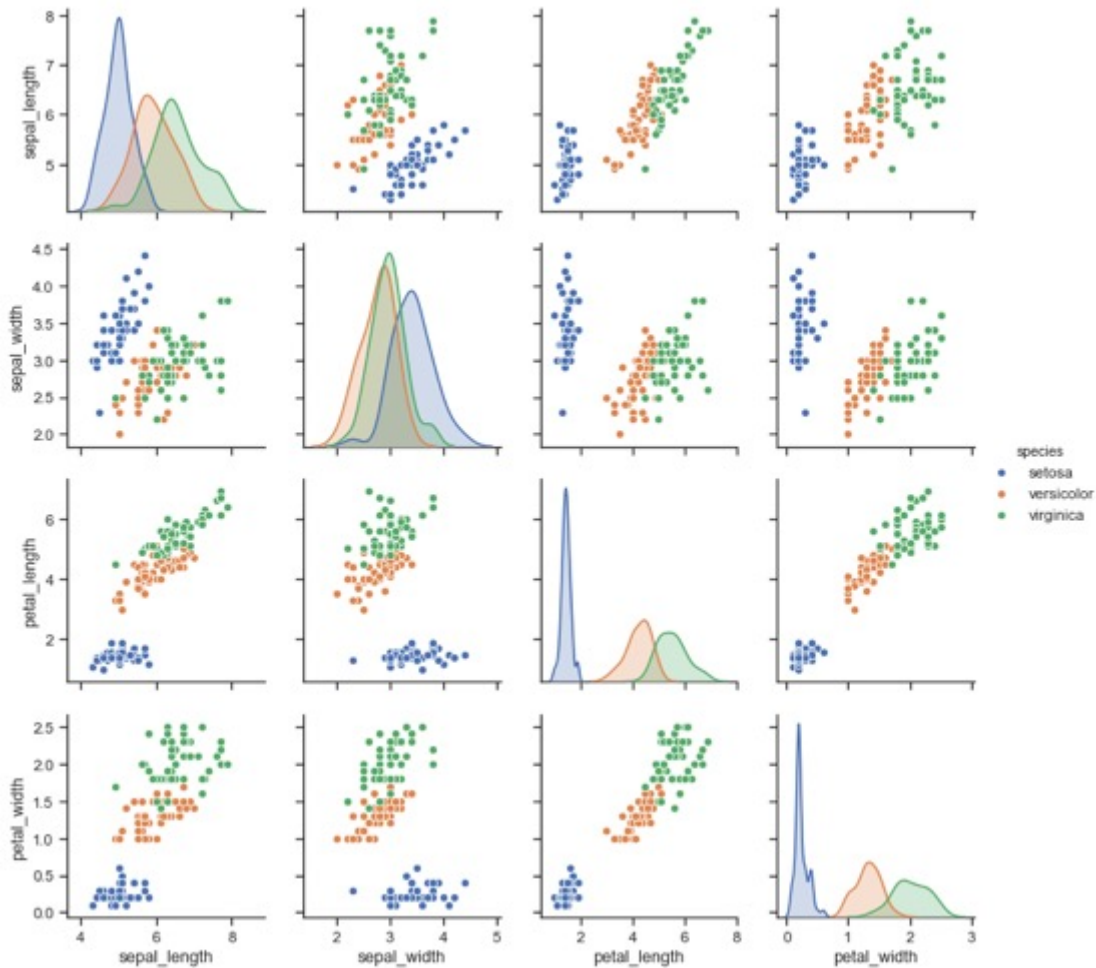 sepal_length
8
7
6
5
sepal_width
4.5
4.0
3.5
3.0
2.5
2.0
species
setosa
versicolor
virginica
petal_length
6
4
2
petal_width
2.5
2.0
1.5
1.0
0.5
0.0
4 6 8 2 3 4 5 2 4 6 8 0 1 2 3
sepal_length sepal_width petal_length petal_width